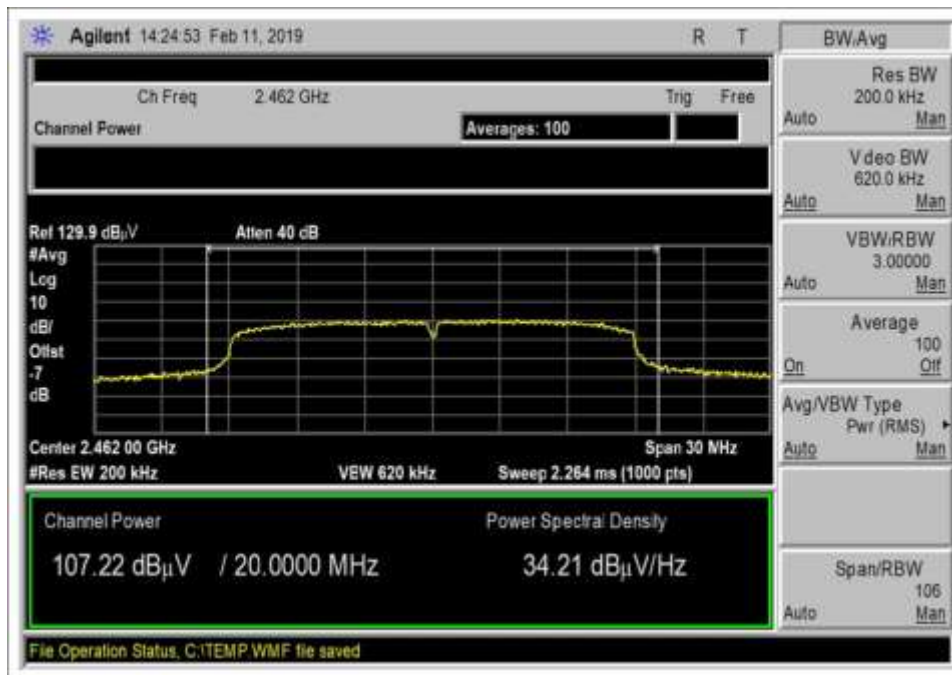 Agilent 14:24:53 Feb 11, 2019 R T
Ch Freq 2.462 GHz Trig Free
Channel Power Averages: 100
Ref 129.9 dBµV Atten 40 dB
#Avg
Log
10
dB/
Offst
-7
dB
Center 2.462 00 GHz Span 30 MHz
#Res BW 200 kHz VBW 620 kHz Sweep 2.264 ms (1000 pts)
Channel Power Power Spectral Density
107.22 dBµV / 20.0000 MHz 34.21 dBµV/Hz
File Operation Status, C:\TEMP.WMF file saved
BW/Avg
Res BW
200.0 kHz
Auto Man
Video BW
620.0 kHz
Auto Man
VBW/RBW
3.00000
Auto Man
Average
100
On Off
Avg/VBW Type
Pwr (RMS)
Auto Man
Span/RBW
106
Auto Man